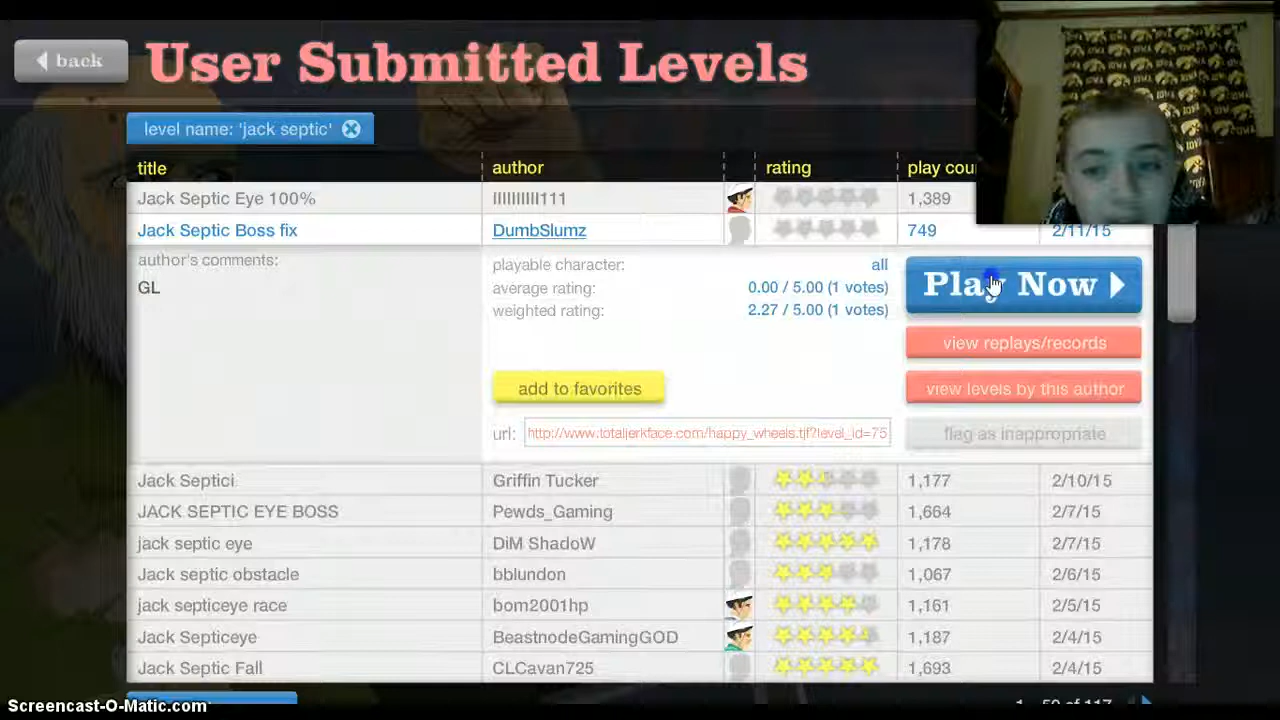 back
User Submitted Levels
level name: 'jack septic'
title author rating play cou
Jack Septic Eye 100% IIIIIIIIII111 1,389
Jack Septic Boss fix DumbSlumz 749 2/11/15
author's comments:
GL
playable character: all
average rating: 0.00 / 5.00 (1 votes)
weighted rating: 2.27 / 5.00 (1 votes)
Play Now
view replays/records
add to favorites
view levels by this author
url: http://www.totaljerkface.com/happy_wheels.tjf?level_id=75
flag as inappropriate
Jack Septici Griffin Tucker 1,177 2/10/15
JACK SEPTIC EYE BOSS Pewds_Gaming 1,664 2/7/15
jack septic eye DiM ShadoW 1,178 2/7/15
Jack septic obstacle bblundon 1,067 2/6/15
jack septiceye race bom2001hp 1,161 2/5/15
Jack Septiceye BeastnodeGamingGOD 1,187 2/4/15
Jack Septic Fall CLCavan725 1,693 2/4/15
1 - 50 of 117
Screencast-O-Matic.com